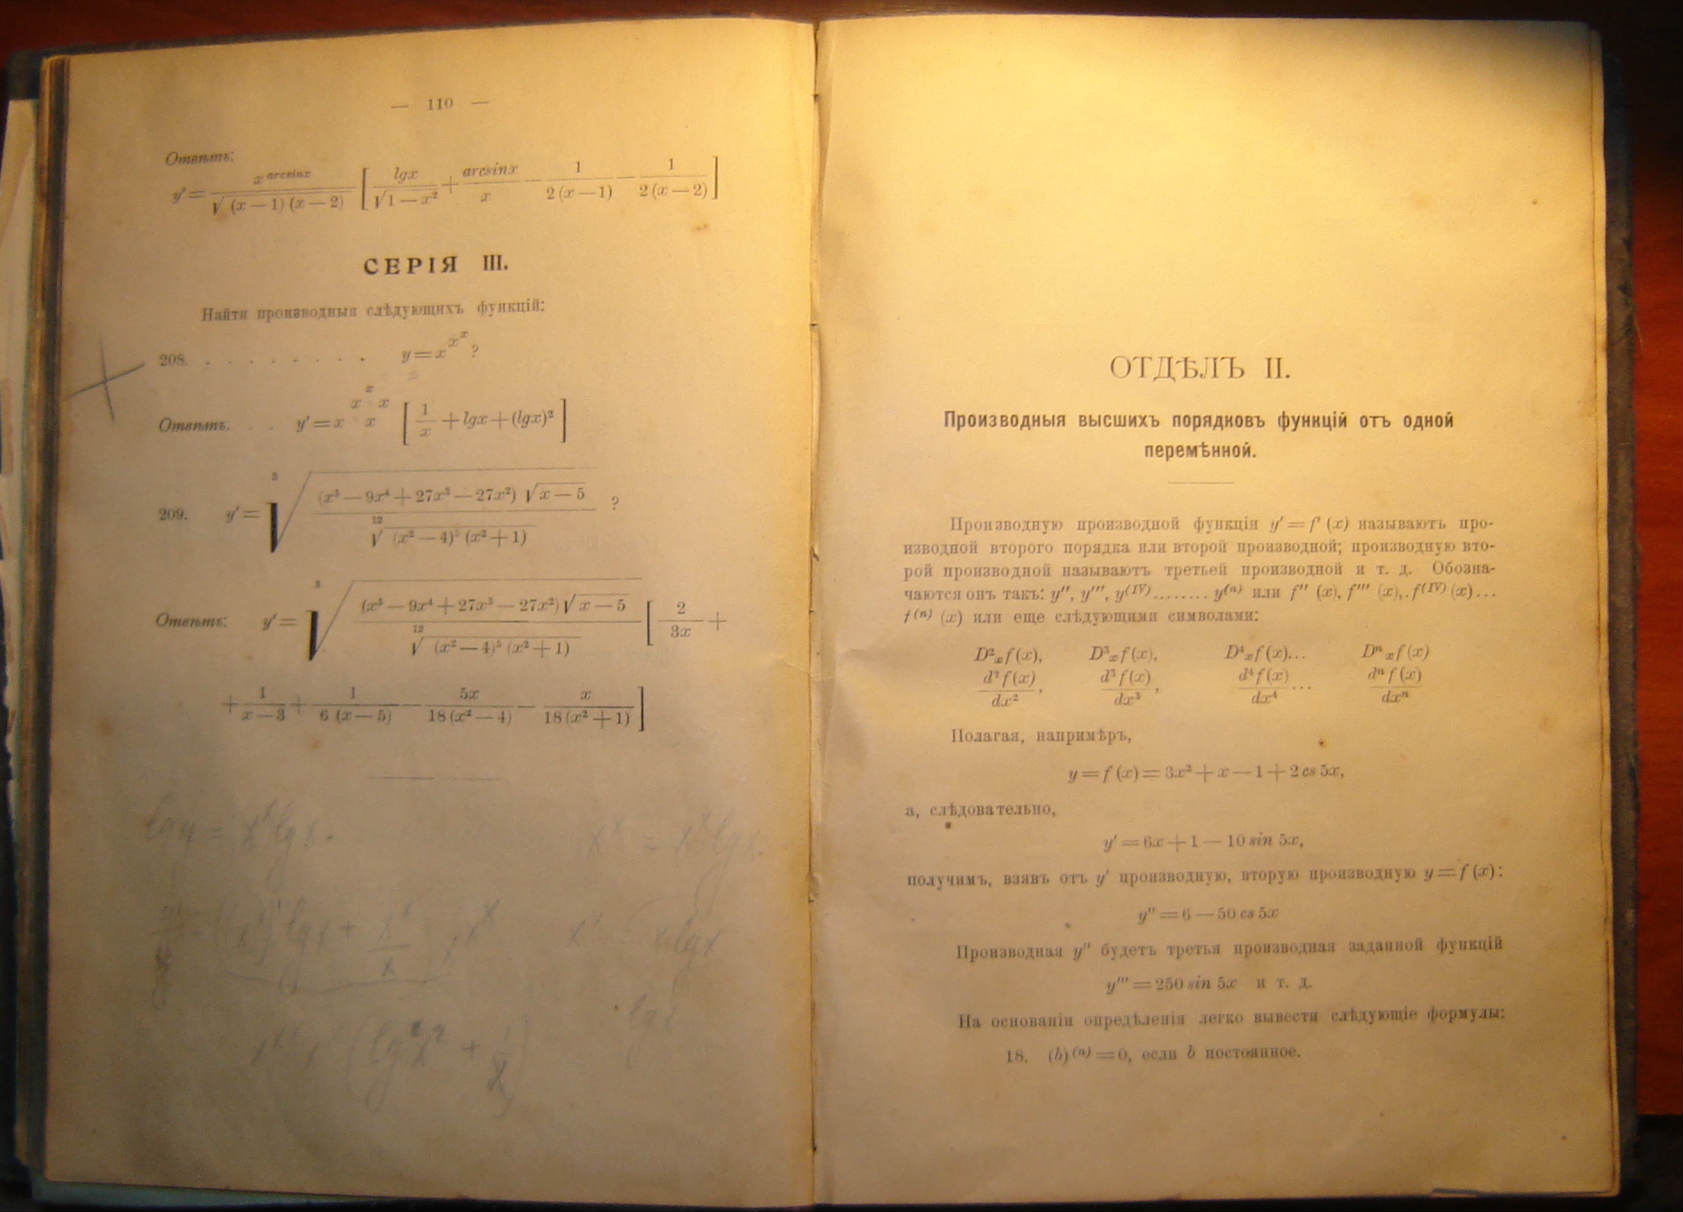 — 110 —
Отвѣтъ:
y′ = x^arcsinx / √(x—1)(x—2) [ lgx / √1—x² + arcsinx / x — 1 / 2(x—1) — 1 / 2(x—2) ]
СЕРІЯ III.
Найти производныя слѣдующихъ функцій:
208. . . . . . . . . . y = x^x^x ?
Отвѣтъ. . . y′ = x^x^x x^x [ 1/x + lgx + (lgx)² ]
209. y′ = ∛ (x⁵ — 9x⁴ + 27x³ — 27x²) √x — 5 / ¹²√(x² — 4)⁵ (x² + 1) ?
Отвѣтъ: y′ = ∛ (x⁵ — 9x⁴ + 27x³ — 27x²) √x — 5 / ¹²√(x² — 4)⁵ (x² + 1) [ 2 / 3x +
+ 1 / x — 3 + 1 / 6 (x — 5) — 5x / 18 (x² — 4) — x / 18 (x² + 1) ]
lgy = x^x lgx.
x^x = x^x lgx.
(x^x)′ lgx + x^x / x
x lgx
ОТДѢЛЪ II.
Производныя высшихъ порядковъ функцій отъ одной
перемѣнной.
Производную производной функціи y′ = f′ (x) называютъ про-
изводной второго порядка или второй производной; производную вто-
рой производной называютъ третьей производной и т. д. Обозна-
чаются онѣ такъ: y″, y‴, y^(IV)........ y^(n) или f″ (x), f‴ (x),.f^(IV) (x)...
f^(n) (x) или еще слѣдующими символами:
D²ₓf(x), D³ₓf(x), D⁴ₓf(x)... Dⁿₓf(x)
d²f(x)/dx², d³f(x)/dx³, d⁴f(x)/dx⁴ ... dⁿf(x)/dxⁿ
Полагая, напримѣръ,
y = f (x) = 3x² + x — 1 + 2 cs 5x,
а, слѣдовательно,
y′ = 6x + 1 — 10 sin 5x,
получимъ, взявъ отъ y′ производную, вторую производную y = f (x):
y″ = 6 — 50 cs 5x
Производная y″ будетъ третья производная заданной функцій
y‴ = 250 sin 5x и т. д.
На основаніи опредѣленія легко вывести слѣдующіе формулы:
18. (b)^(n) = 0, если b постоянное.